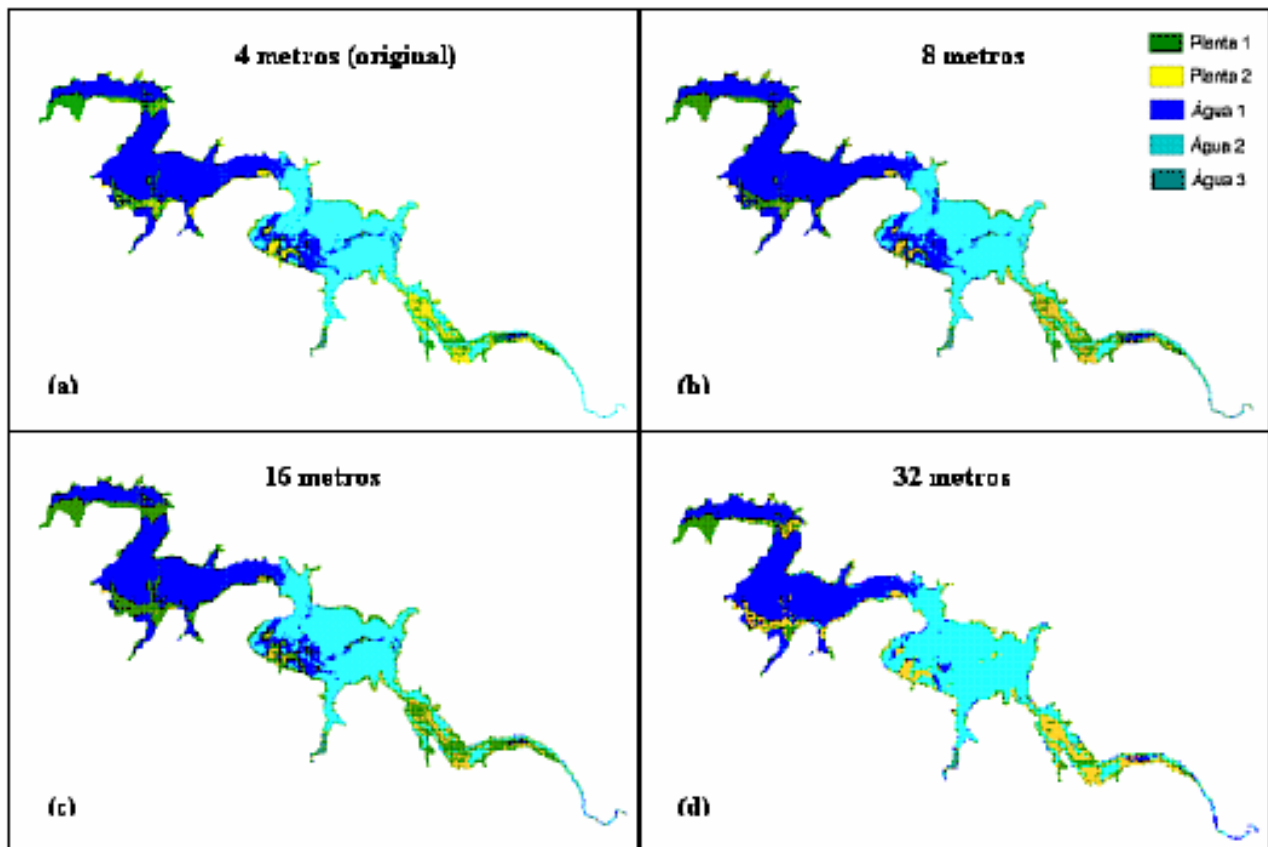 4 metros (original)
8 metros
Planta 1
Planta 2
Água 1
Água 2
Água 3
(a)
(b)
16 metros
32 metros
(c)
(d)